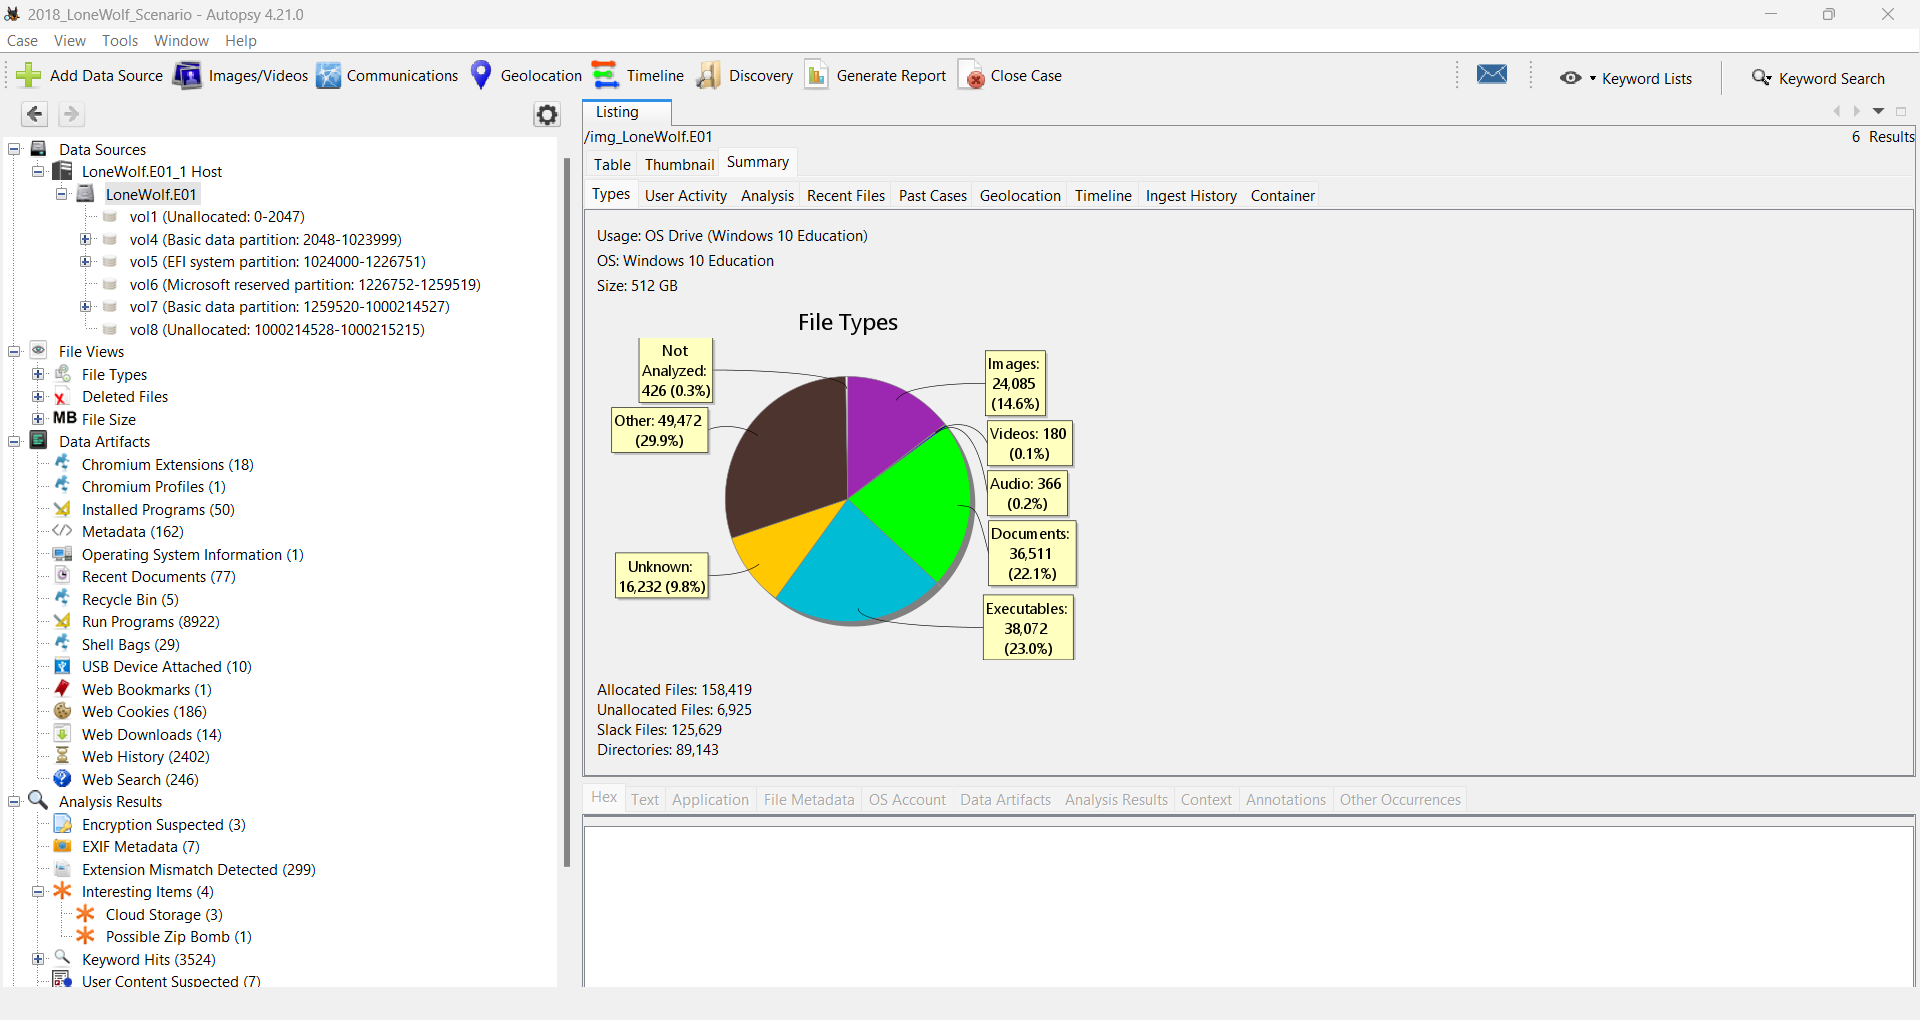 2018_LoneWolf_Scenario - Autopsy 4.21.0
Case View Tools Window Help
Add Data Source Images/Videos Communications Geolocation Timeline Discovery Generate Report Close Case Keyword Lists Keyword Search
Data Sources
LoneWolf.E01_1 Host
LoneWolf.E01
vol1 (Unallocated: 0-2047)
vol4 (Basic data partition: 2048-1023999)
vol5 (EFI system partition: 1024000-1226751)
vol6 (Microsoft reserved partition: 1226752-1259519)
vol7 (Basic data partition: 1259520-1000214527)
vol8 (Unallocated: 1000214528-1000215215)
File Views
File Types
Deleted Files
MB File Size
Data Artifacts
Chromium Extensions (18)
Chromium Profiles (1)
Installed Programs (50)
Metadata (162)
Operating System Information (1)
Recent Documents (77)
Recycle Bin (5)
Run Programs (8922)
Shell Bags (29)
USB Device Attached (10)
Web Bookmarks (1)
Web Cookies (186)
Web Downloads (14)
Web History (2402)
Web Search (246)
Analysis Results
Encryption Suspected (3)
EXIF Metadata (7)
Extension Mismatch Detected (299)
Interesting Items (4)
Cloud Storage (3)
Possible Zip Bomb (1)
Keyword Hits (3524)
User Content Suspected (7)
Listing
/img_LoneWolf.E01
6 Results
Table Thumbnail Summary
Types User Activity Analysis Recent Files Past Cases Geolocation Timeline Ingest History Container
Usage: OS Drive (Windows 10 Education)
OS: Windows 10 Education
Size: 512 GB
File Types
Not
Analyzed:
426 (0.3%)
Other: 49,472
(29.9%)
Unknown:
16,232 (9.8%)
Images:
24,085
(14.6%)
Videos: 180
(0.1%)
Audio: 366
(0.2%)
Documents:
36,511
(22.1%)
Executables:
38,072
(23.0%)
Allocated Files: 158,419
Unallocated Files: 6,925
Slack Files: 125,629
Directories: 89,143
Hex Text Application File Metadata OS Account Data Artifacts Analysis Results Context Annotations Other Occurrences